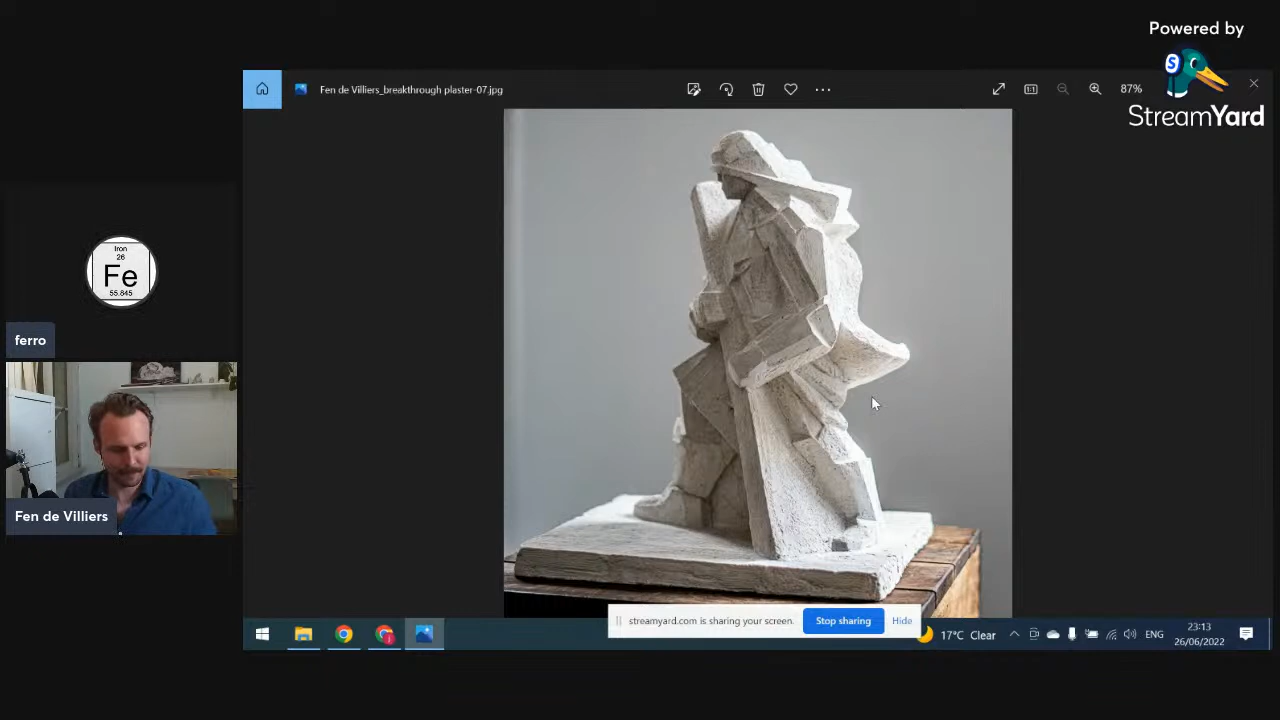 Powered by
StreamYard
Fen de Villiers_breakthrough plaster-07.jpg
87%
Iron
26
Fe
55.845
ferro
Fen de Villiers
streamyard.com is sharing your screen.
Stop sharing
Hide
17°C Clear
ENG
23:13
26/06/2022